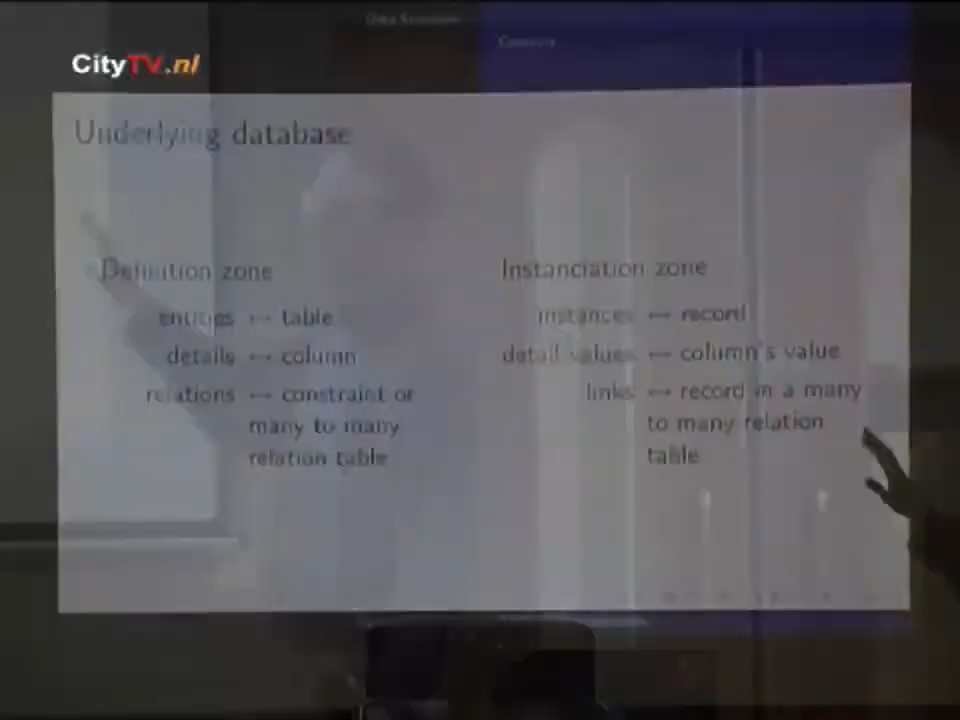 CityTV.nl
Underlying database
Definition zone
entities ↔ table
details ↔ column
relations ↔ constraint or
many to many
relation table
Instanciation zone
instances ↔ record
detail values ↔ column's value
links ↔ record in a many
to many relation
table